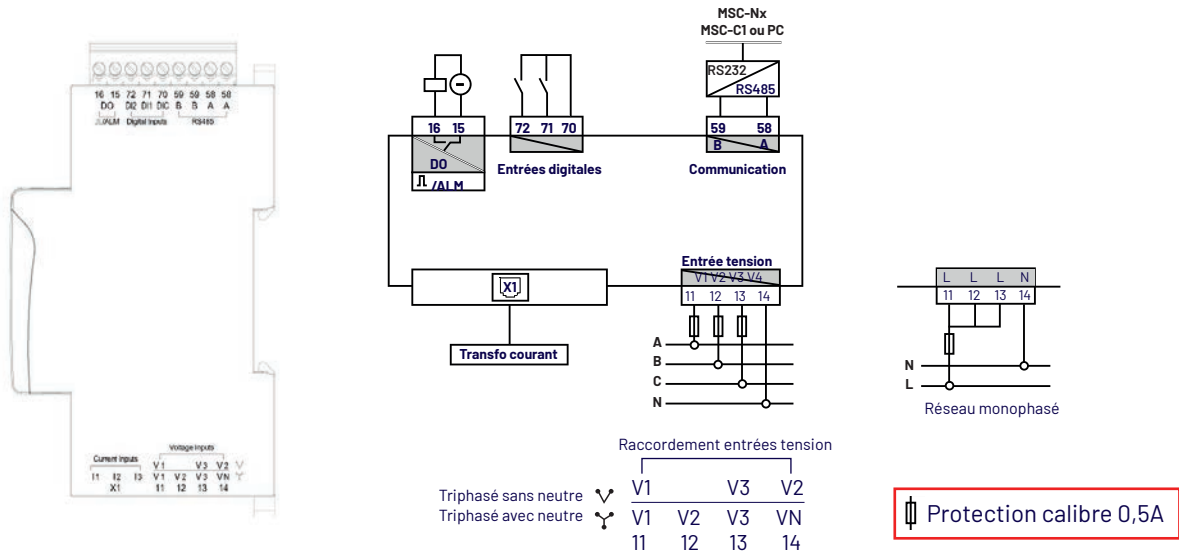 16 15 72 71 70 59 59 58 58
DO DI2 DI1 DIC B B A A
/ALM Digital Inputs RS485
Voltage Inputs
Current Inputs
V1 V3 V2
I1 I2 I3 V1 V2 V3 VN
X1 11 12 13 14
MSC-Nx
MSC-C1 ou PC
RS232
RS485
16 15
72 71 70
59 58
B A
DO
/ALM
Entrées digitales
Communication
Entrée tension
V1 V2 V3 V4
11 12 13 14
X1
Transfo courant
A
B
C
N
L L L N
11 12 13 14
N
L
Réseau monophasé
Raccordement entrées tension
Triphasé sans neutre V1 V3 V2
Triphasé avec neutre V1 V2 V3 VN
11 12 13 14
Protection calibre 0,5A